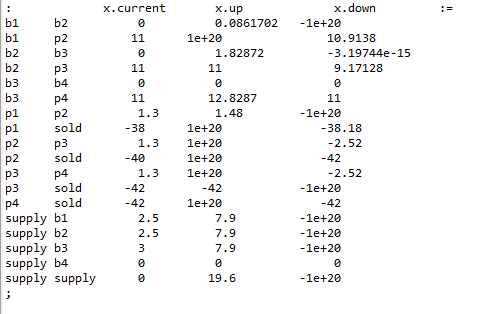 : x.current x.up x.down :=
b1 b2 0 0.0861702 -1e+20
b1 p2 11 1e+20 10.9138
b2 b3 0 1.82872 -3.19744e-15
b2 p3 11 11 9.17128
b3 b4 0 0 0
b3 p4 11 12.8287 11
p1 p2 1.3 1.48 -1e+20
p1 sold -38 1e+20 -38.18
p2 p3 1.3 1e+20 -2.52
p2 sold -40 1e+20 -42
p3 p4 1.3 1e+20 -2.52
p3 sold -42 -42 -1e+20
p4 sold -42 1e+20 -42
supply b1 2.5 7.9 -1e+20
supply b2 2.5 7.9 -1e+20
supply b3 3 7.9 -1e+20
supply b4 0 0 0
supply supply 0 19.6 -1e+20
;